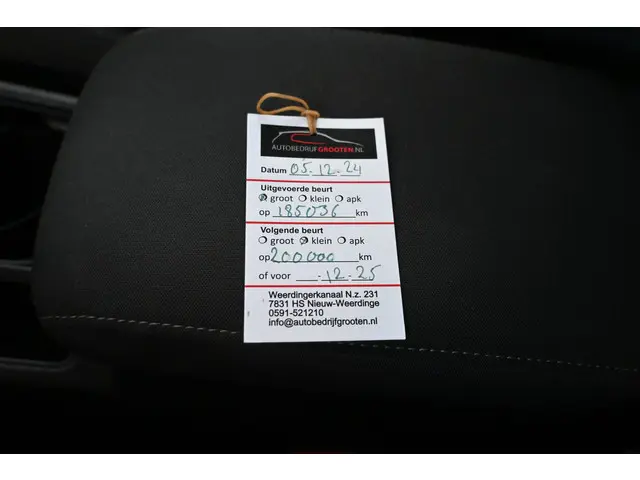 AUTOBEDRIJFGROOTEN.NL
Datum 05.12.24
Uitgevoerde beurt
groot klein apk
op 185036 km
Volgende beurt
groot klein apk
op 200000 km
of voor __.12.25
Weerdingerkanaal N.z. 231
7831 HS Nieuw-Weerdinge
0591-521210
info@autobedrijfgrooten.nl